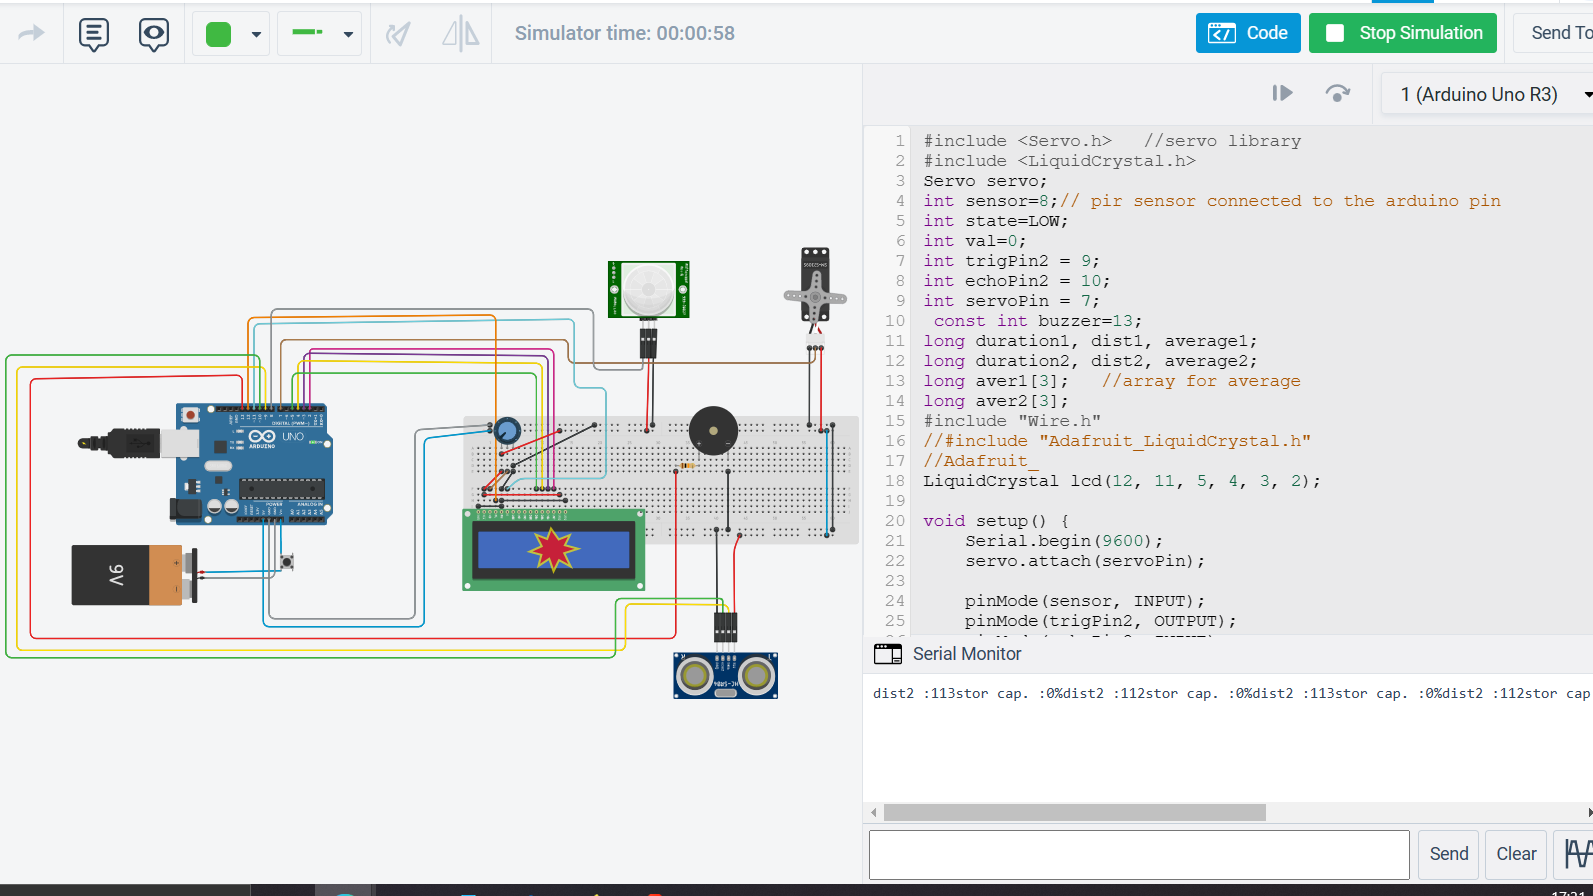 Simulator time: 00:00:58
Code
Stop Simulation
Send To
1 (Arduino Uno R3)
1 #include <Servo.h>   //servo library
2 #include <LiquidCrystal.h>
3 Servo servo;
4 int sensor=8;// pir sensor connected to the arduino pin
5 int state=LOW;
6 int val=0;
7 int trigPin2 = 9;
8 int echoPin2 = 10;
9 int servoPin = 7;
10  const int buzzer=13;
11 long duration1, dist1, average1;
12 long duration2, dist2, average2;
13 long aver1[3];   //array for average
14 long aver2[3];
15 #include "Wire.h"
16 //#include "Adafruit_LiquidCrystal.h"
17 //Adafruit_
18 LiquidCrystal lcd(12, 11, 5, 4, 3, 2);
19
20 void setup() {
21     Serial.begin(9600);
22     servo.attach(servoPin);
23
24     pinMode(sensor, INPUT);
25     pinMode(trigPin2, OUTPUT);
DIGITAL (PWM~)
UNO
ARDUINO
POWER
ANALOG IN
9V
HC-SR04
Serial Monitor
dist2 :113stor cap. :0%dist2 :112stor cap. :0%dist2 :113stor cap. :0%dist2 :112stor cap
Send
Clear